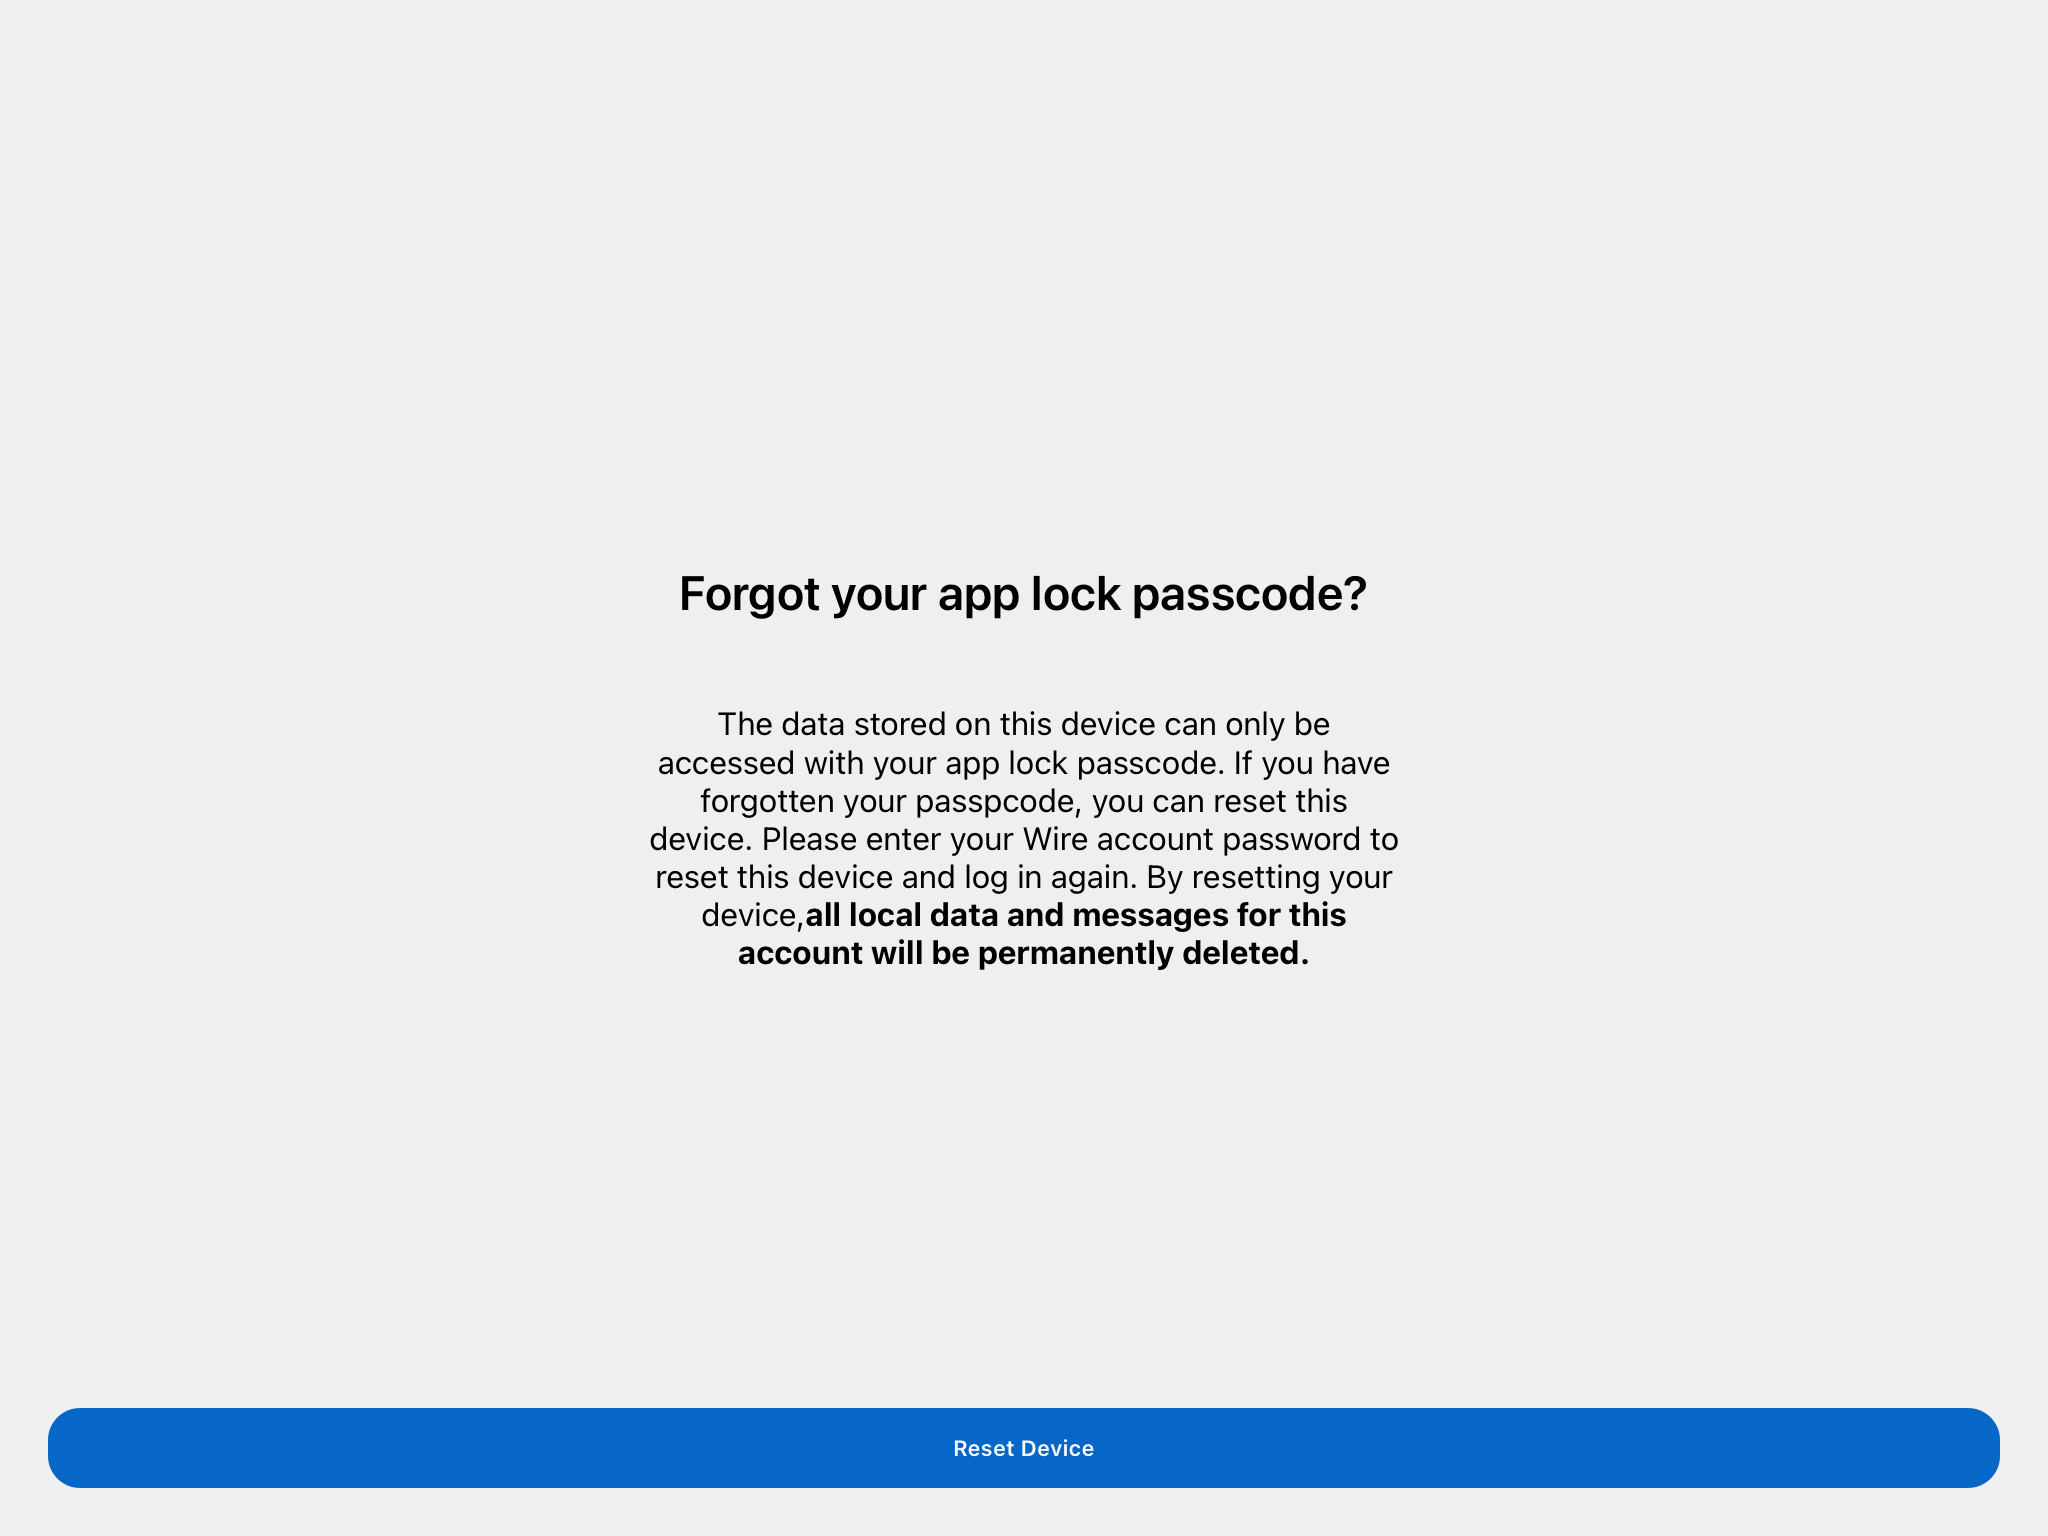 Forgot your app lock passcode?
The data stored on this device can only be
accessed with your app lock passcode. If you have
forgotten your passpcode, you can reset this
device. Please enter your Wire account password to
reset this device and log in again. By resetting your
device,all local data and messages for this
account will be permanently deleted.
Reset Device